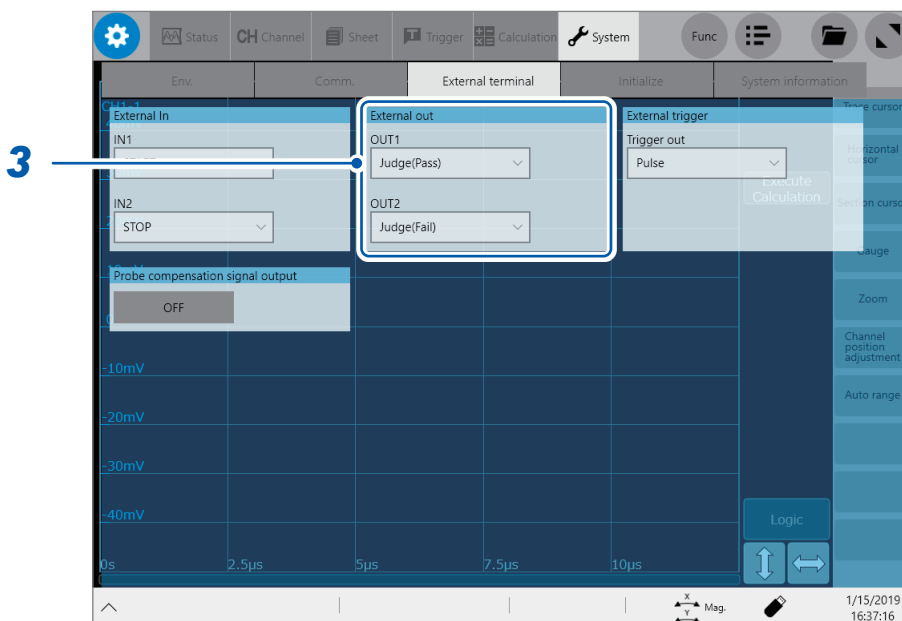 Status
CH Channel
Sheet
Trigger
Calculation
System
Func
Env.
Comm.
External terminal
Initialize
System information
CH1-1
Trace cursor
External In
External out
External trigger
IN1
OUT1
Trigger out
Horizontal
cursor
3
Judge(Pass)
Pulse
Execute
Calculation
Section curso
IN2
OUT2
STOP
Judge(Fail)
Gauge
Probe compensation signal output
OFF
Zoom
Channel
position
adjustment
-10mV
Auto range
-20mV
-30mV
-40mV
Logic
0s
2.5μs
5μs
7.5μs
10μs
X
Y
Mag.
1/15/2019
16:37:16